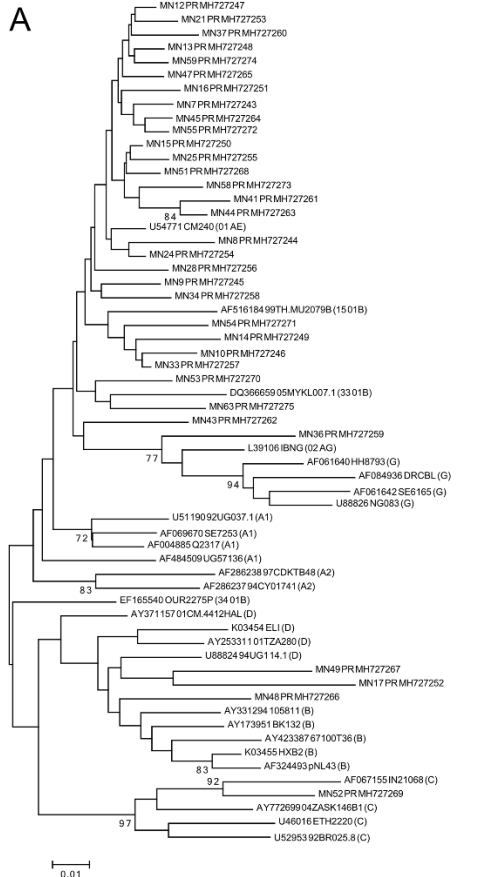 A
MN12PRMH727247
MN21PRMH727253
MN37PRMH727260
MN13PRMH727248
MN59PRMH727274
MN47PRMH727265
MN16PRMH727251
MN7PRMH727243
MN45PRMH727264
MN55PRMH727272
MN15PRMH727250
MN25PRMH727255
MN51PRMH727268
MN58PRMH727273
MN41PRMH727261
84
MN44PRMH727263
U54771CM240(01AE)
MN8PRMH727244
MN24PRMH727254
MN28PRMH727256
MN9PRMH727245
MN34PRMH727258
AF51618499TH.MU2079B(1501B)
MN54PRMH727271
MN14PRMH727249
MN10PRMH727246
MN33PRMH727257
MN53PRMH727270
DQ36665905MYKL007.1(3301B)
MN63PRMH727275
MN43PRMH727262
MN36PRMH727259
77
L39106IBNG(02AG)
AF061640HH8793(G)
AF084936DRCBL(G)
94
AF061642SE6165(G)
U88826NG083(G)
U5119092UG037.1(A1)
AF069670SE7253(A1)
72
AF004885Q2317(A1)
AF484509UG57136(A1)
AF28623897CDKTB48(A2)
83
AF28623794CY01741(A2)
EF165540OUR2275P(3401B)
AY37115701CM.4412HAL(D)
K03454ELI(D)
AY25331101TZA280(D)
U8882494UG114.1(D)
MN49PRMH727267
MN17PRMH727252
MN48PRMH727266
AY331294105811(B)
AY173951BK132(B)
AY42338767100T36(B)
K03455HXB2(B)
83
AF324493pNL43(B)
92
AF067155IN21068(C)
MN52PRMH727269
AY77269904ZASK146B1(C)
97
U46016ETH2220(C)
U5295392BR025.8(C)
0.01